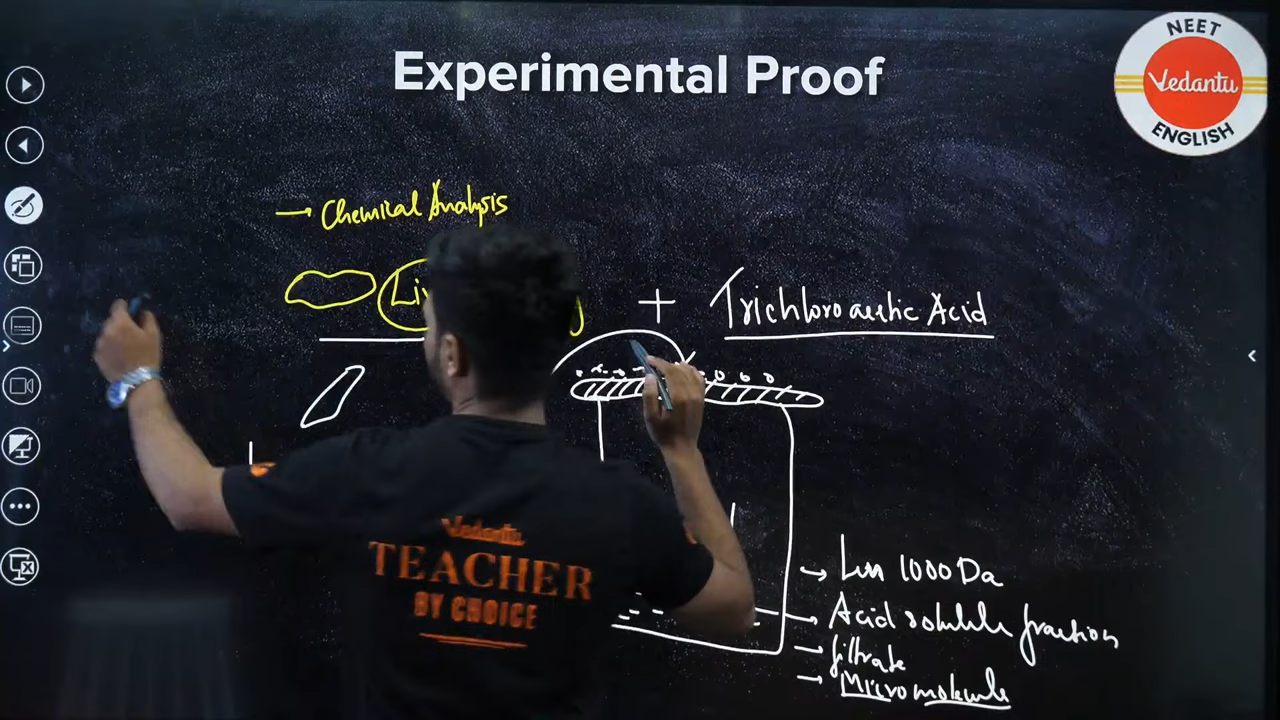 Experimental Proof
NEET
Vedantu
ENGLISH
→ Chemical Analysis
+ Trichloroacetic Acid
→ Less 1000 Da
→ Acid soluble fraction
→ filtrate
→ Micromolecule
Vedantu
TEACHER
BY CHOICE